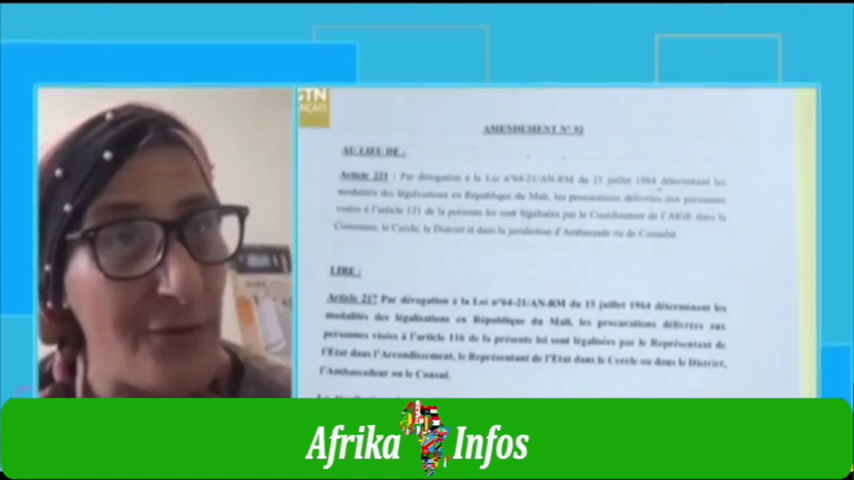 GTN
AMENDEMENT N° 92
AU LIEU DE :
Article 221 : Par dérogation à la Loi n°64-21/AN-RM du 15 juillet 1964 déterminant les
modalités des légalisations en République du Mali, les procurations délivrées aux personnes
visées à l'article 121 de la présente loi sont légalisées par le Coordinateur de l'AIGE dans la
Commune, le Cercle, le District et dans la juridiction d'Ambassade ou de Consulat
LIRE :
Article 217 Par dérogation à la Loi n°64-21/AN-RM du 15 juillet 1964 déterminant les
modalités des légalisations en République du Mali, les procurations délivrées aux
personnes visées à l'article 116 de la présente loi sont légalisées par le Représentant de
l'Etat dans l'Arrondissement, le Représentant de l'Etat dans le Cercle ou dans le District,
l'Ambassadeur ou le Consul.
Afrika Infos